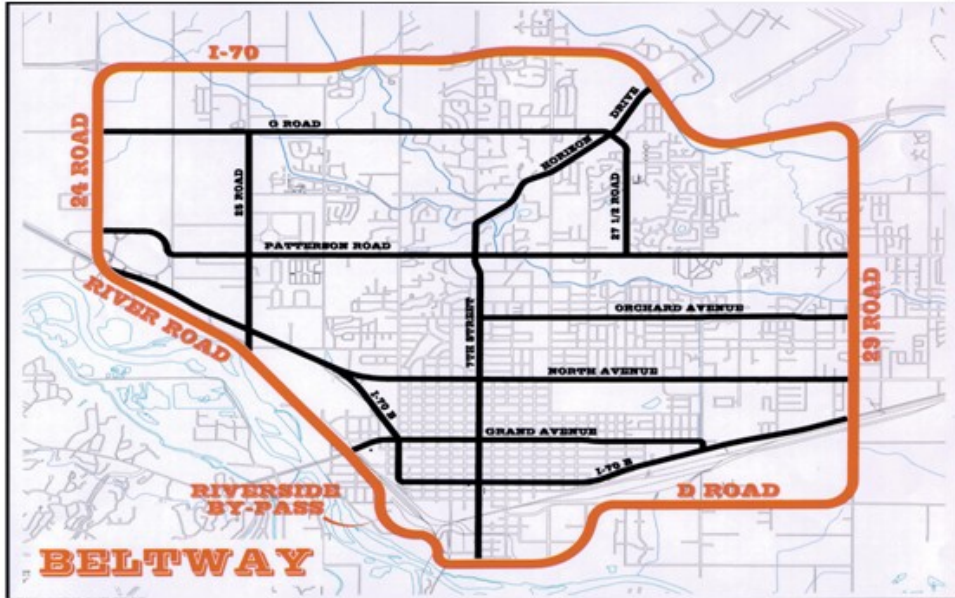 I-70
24 ROAD
G ROAD
HORIZON
DRIVE
25 ROAD
27 1/2 ROAD
PATTERSON ROAD
RIVER ROAD
7TH STREET
ORCHARD AVENUE
29 ROAD
NORTH AVENUE
I-70 B
GRAND AVENUE
I-70 B
D ROAD
RIVERSIDE
BY-PASS
BELTWAY